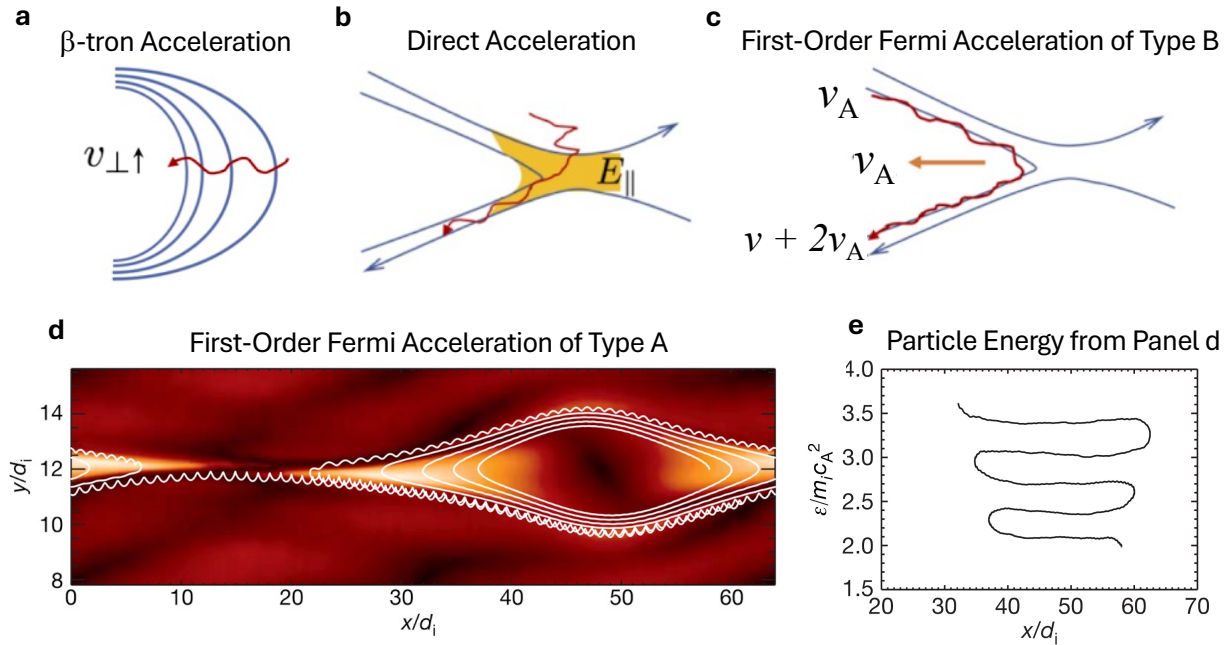 a
β-tron Acceleration
v⊥↑
b
Direct Acceleration
E∥
c
First-Order Fermi Acceleration of Type B
vA
vA
v + 2vA
d
First-Order Fermi Acceleration of Type A
y/di
14
12
10
8
0
10
20
30
40
50
60
x/di
e
Particle Energy from Panel d
ε/mi cA²
4.0
3.5
3.0
2.5
2.0
1.5
20
30
40
50
60
70
x/di